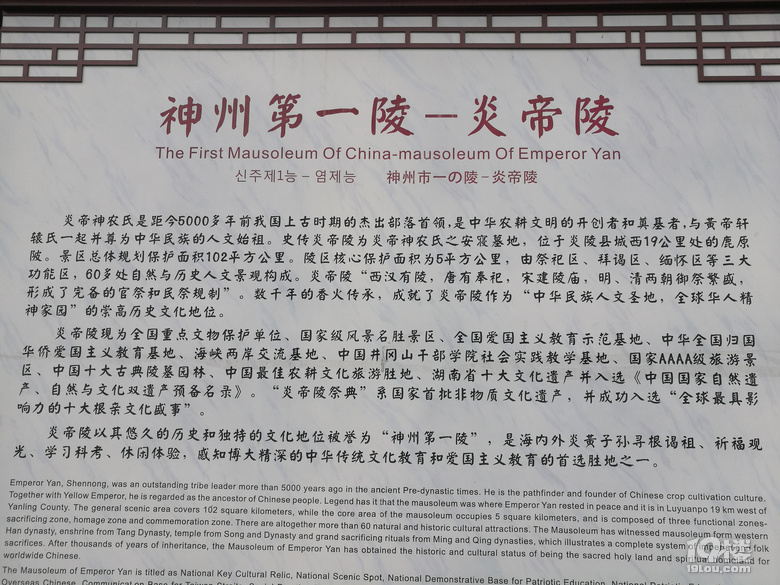 神州第一陵－炎帝陵
The First Mausoleum Of China-mausoleum Of Emperor Yan
신주제1능 – 염제능 神州市一の陵－炎帝陵
炎帝神农氏是距今5000多年前我国上古时期的杰出部落首领,是中华农耕文明的开创者和奠基者,与黄帝轩
辕氏一起并尊为中华民族的人文始祖。史传炎帝陵为炎帝神农氏之安寝墓地，位于炎陵县城西19公里处的鹿原
陂。景区总体规划保护面积102平方公里。陵区核心保护面积为5平方公里，由祭祀区、拜谒区、缅怀区等三大
功能区，60多处自然与历史人文景观构成。炎帝陵“西汉有陵，唐有奉祀，宋建陵庙，明、清两朝御祭繁盛，
形成了完备的官祭和民祭规制”。数千年的香火传承，成就了炎帝陵作为“中华民族人文圣地，全球华人精
神家园”的崇高历史文化地位。
炎帝陵现为全国重点文物保护单位、国家级风景名胜景区、全国爱国主义教育示范基地、中华全国归国
华侨爱国主义教育基地、海峡两岸交流基地、中国井冈山干部学院社会实践教学基地、国家AAAA级旅游景
区、中国十大古典陵墓园林、中国最佳农耕文化旅游胜地、湖南省十大文化遗产并入选《中国国家自然遗
产、自然与文化双遗产预备名录》。“炎帝陵祭典”系国家首批非物质文化遗产，并成功入选“全球最具影
响力的十大根亲文化盛事”。
炎帝陵以其悠久的历史和独特的文化地位被誉为“神州第一陵”，是海内外炎黄子孙寻根谒祖、祈福观
光、学习科考、休闲体验，感知博大精深的中华传统文化教育和爱国主义教育的首选胜地之一。
Emperor Yan, Shennong, was an outstanding tribe leader more than 5000 years ago in the ancient Pre-dynastic times. He is the pathfinder and founder of Chinese crop cultivation culture.
Together with Yellow Emperor, he is regarded as the ancestor of Chinese people. Legend has it that the mausoleum was where Emperor Yan rested in peace and it is in Luyuanpo 19 km west of
Yanling County. The general scenic area covers 102 square kilometers, while the core area of the mausoleum occupies 5 square kilometers, and is composed of three functional zones-
sacrificing zone, homage zone and commemoration zone. There are altogether more than 60 natural and historic cultural attractions. The Mausoleum has witnessed mausoleum in western
Han dynasty, enshrine from Tang Dynasty, temple from Song and Dynasty and grand sacrificing rituals from Ming and Qing dynasties, which illustrates a complete system of imperial and folk
sacrifices. After thousands of years of inheritance, the Mausoleum of Emperor Yan has obtained the historic and cultural status of being the sacred holy land and spiritual homeland for
worldwide Chinese.
The Mausoleum of Emperor Yan is titled as National Key Cultural Relic, National Scenic Spot, National Demonstrative Base for Patriotic Education, National Patriotic
19楼
19lou.com